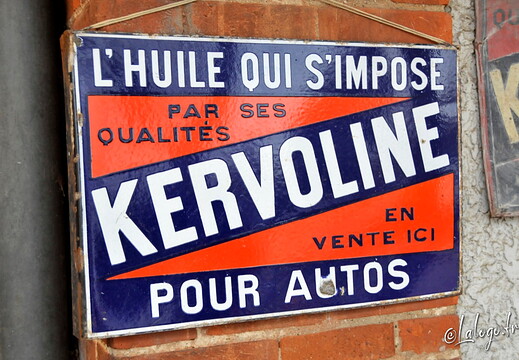 L'HUILE QUI S'IMPOSE
PAR SES
QUALITÉS
KERVOLINE
EN
VENTE ICI
POUR AUTOS